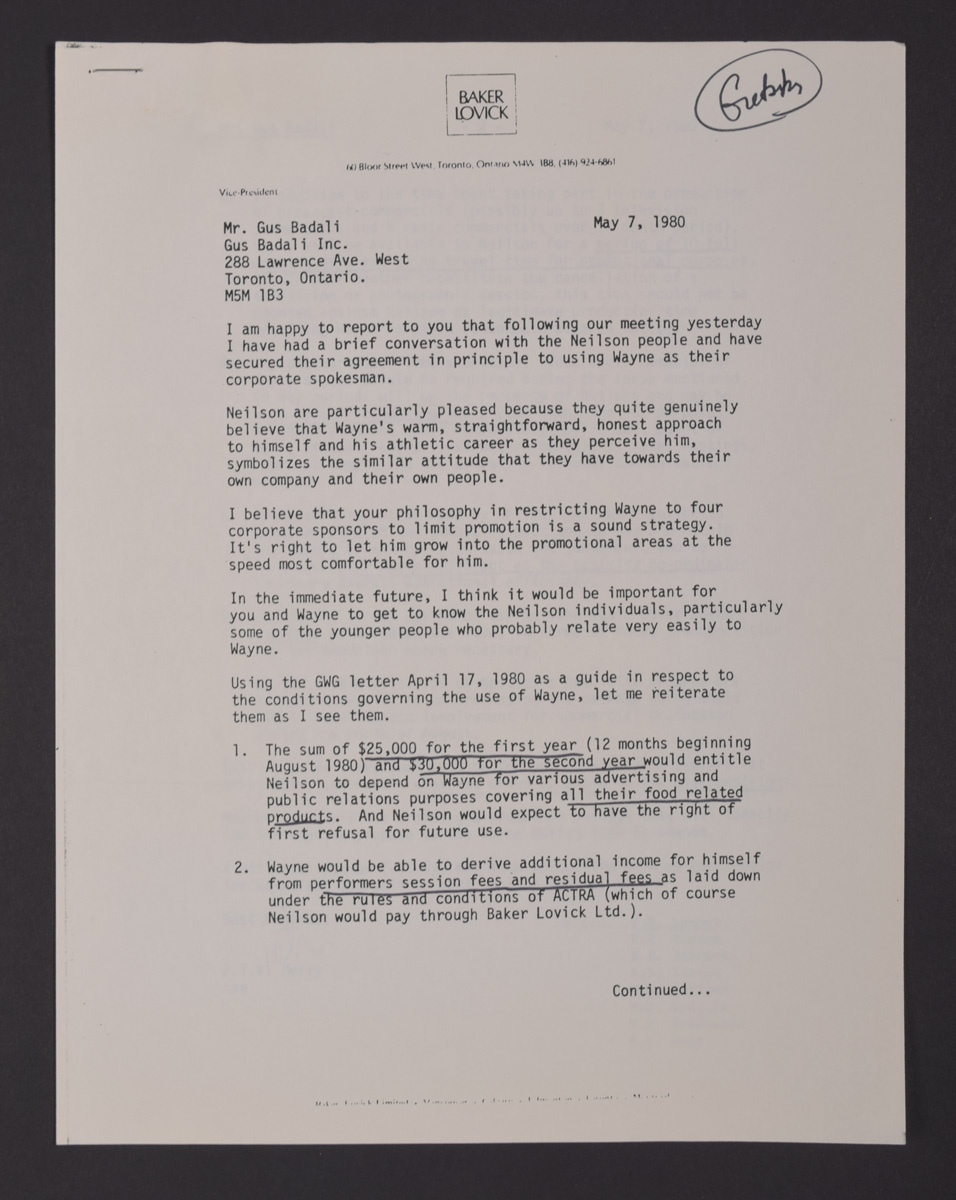 Gretzky
BAKER
LOVICK
60 Bloor Street West, Toronto, Ontario M4W 1B8, (416) 924-6861
Vice-President
Mr. Gus Badali
May 7, 1980
Gus Badali Inc.
288 Lawrence Ave. West
Toronto, Ontario.
M5M 1B3
I am happy to report to you that following our meeting yesterday
I have had a brief conversation with the Neilson people and have
secured their agreement in principle to using Wayne as their
corporate spokesman.
Neilson are particularly pleased because they quite genuinely
believe that Wayne's warm, straightforward, honest approach
to himself and his athletic career as they perceive him,
symbolizes the similar attitude that they have towards their
own company and their own people.
I believe that your philosophy in restricting Wayne to four
corporate sponsors to limit promotion is a sound strategy.
It's right to let him grow into the promotional areas at the
speed most comfortable for him.
In the immediate future, I think it would be important for
you and Wayne to get to know the Neilson individuals, particularly
some of the younger people who probably relate very easily to
Wayne.
Using the GWG letter April 17, 1980 as a guide in respect to
the conditions governing the use of Wayne, let me reiterate
them as I see them.
1. The sum of $25,000 for the first year (12 months beginning
August 1980) and $30,000 for the second year would entitle
Neilson to depend on Wayne for various advertising and
public relations purposes covering all their food related
products. And Neilson would expect to have the right of
first refusal for future use.
2. Wayne would be able to derive additional income for himself
from performers session fees and residual fees as laid down
under the rules and conditions of ACTRA (which of course
Neilson would pay through Baker Lovick Ltd.).
Continued...